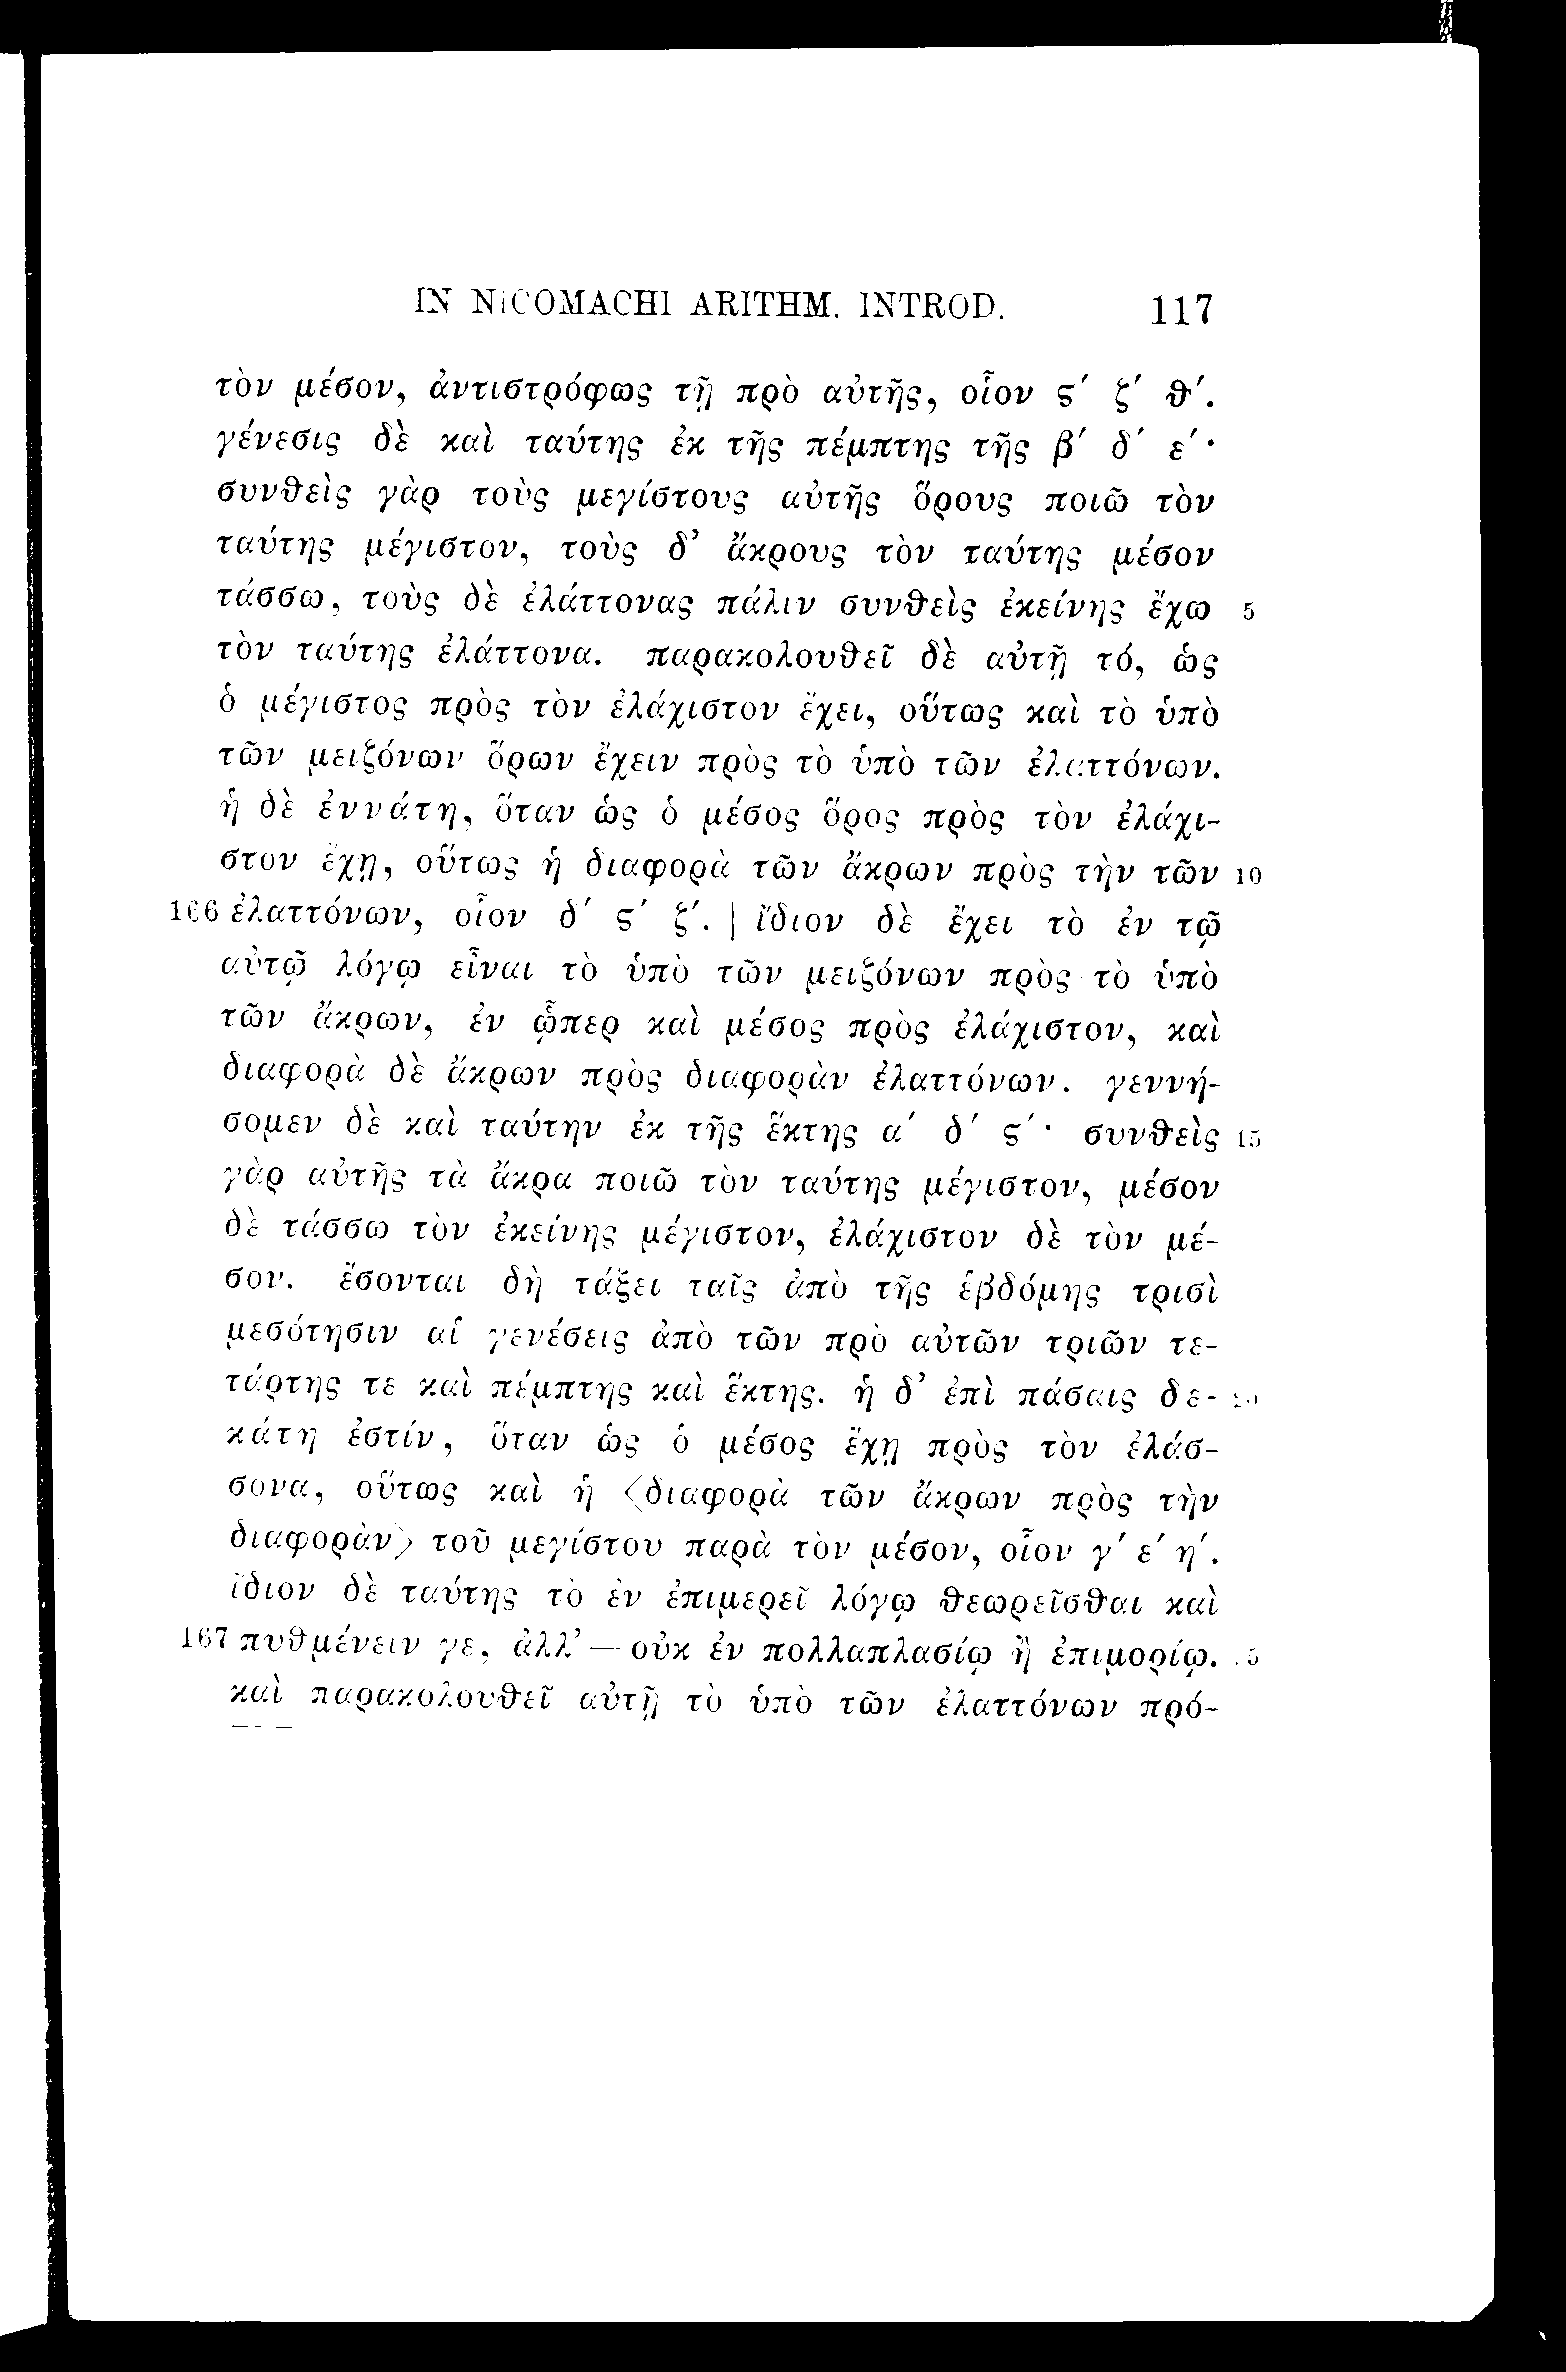 IN NICOMACHI ARITHM. INTROD. 117
τὸν μέσον, ἀντιστρόφως τῇ πρὸ αὐτῆς, οἷον ϛ΄ ζ΄ θ΄.
γένεσις δὲ καὶ ταύτης ἐκ τῆς πέμπτης τῆς β΄ δ΄ ε΄·
συνθεὶς γὰρ τοὺς μεγίστους αὐτῆς ὅρους ποιῶ τὸν
ταύτης μέγιστον, τοὺς δ’ ἄκρους τὸν ταύτης μέσον
τάσσω, τοὺς δὲ ἐλάττονας πάλιν συνθεὶς ἐκείνης ἔχω 5
τὸν ταύτης ἐλάττονα. παρακολουθεῖ δὲ αὐτῇ τό, ὡς
ὁ μέγιστος πρὸς τὸν ἐλάχιστον ἔχει, οὕτως καὶ τὸ ὑπὸ
τῶν μειζόνων ὅρων ἔχειν πρὸς τὸ ὑπὸ τῶν ἐλαττόνων.
ἡ δὲ ἐννάτη, ὅταν ὡς ὁ μέσος ὅρος πρὸς τὸν ἐλάχι-
στον ἔχῃ, οὕτως ἡ διαφορὰ τῶν ἄκρων πρὸς τὴν τῶν 10
166 ἐλαττόνων, οἷον δ΄ ϛ΄ ζ΄. | ἴδιον δὲ ἔχει τὸ ἐν τῷ
αὐτῷ λόγῳ εἶναι τὸ ὑπὸ τῶν μειζόνων πρὸς τὸ ὑπὸ
τῶν ἄκρων, ἐν ᾧπερ καὶ μέσος πρὸς ἐλάχιστον, καὶ
διαφορὰ δὲ ἄκρων πρὸς διαφορὰν ἐλαττόνων. γεννή-
σομεν δὲ καὶ ταύτην ἐκ τῆς ἕκτης α΄ δ΄ ϛ΄· συνθεὶς 15
γὰρ αὐτῆς τὰ ἄκρα ποιῶ τὸν ταύτης μέγιστον, μέσον
δὲ τάσσω τὸν ἐκείνης μέγιστον, ἐλάχιστον δὲ τὸν μέ-
σον. ἔσονται δὴ τάξει ταῖς ἀπὸ τῆς ἑβδόμης τρισὶ
μεσότησιν αἱ γενέσεις ἀπὸ τῶν πρὸ αὐτῶν τριῶν τε-
τάρτης τε καὶ πέμπτης καὶ ἕκτης. ἡ δ’ ἐπὶ πάσαις δε-
κάτη ἐστίν, ὅταν ὡς ὁ μέσος ἔχῃ πρὸς τὸν ἐλάσ-
σονα, οὕτως καὶ ἡ ⟨διαφορὰ τῶν ἄκρων πρὸς τὴν
διαφορὰν⟩ τοῦ μεγίστου παρὰ τὸν μέσον, οἷον γ΄ ε΄ η΄.
ἴδιον δὲ ταύτης τὸ ἐν ἐπιμερεῖ λόγῳ θεωρεῖσθαι καὶ
167 πυθμένειν γε, ἀλλ’ — οὐκ ἐν πολλαπλασίῳ ἢ ἐπιμορίῳ.
καὶ παρακολουθεῖ αὐτῇ τὸ ὑπὸ τῶν ἐλαττόνων πρό-